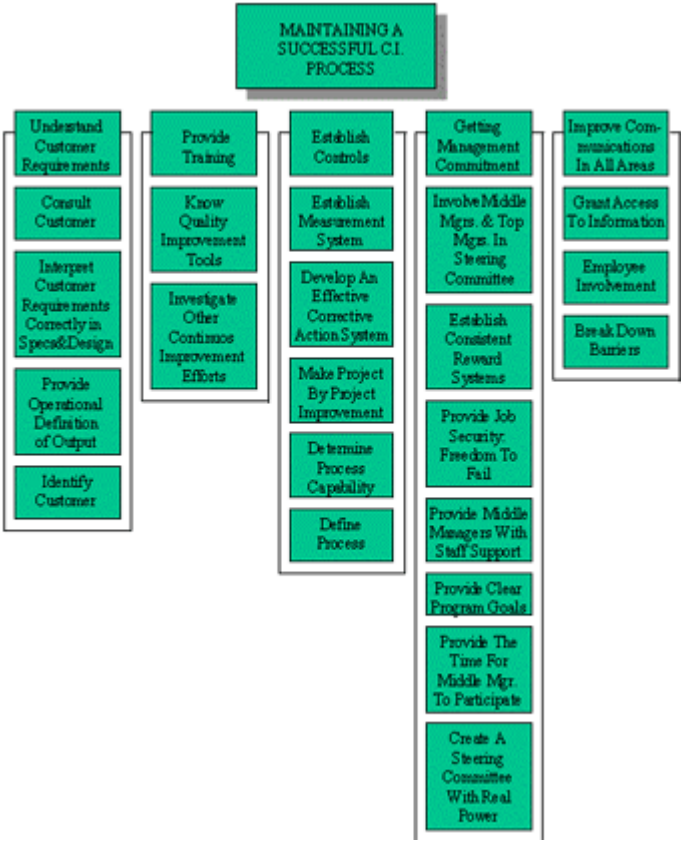 MAINTAINING A
SUCCESSFUL C.I.
PROCESS
Understand
Customer
Requirements
Consult
Customer
Interpret
Customer
Requirements
Correctly in
Specs&Design
Provide
Operational
Definition
of Output
Identify
Customer
Provide
Training
Know
Quality
Improvement
Tools
Investigate
Other
Continuos
Improvement
Efforts
Establish
Controls
Establish
Measurement
System
Develop An
Effective
Corrective
Action System
Make Project
By Project
Improvement
Determine
Process
Capability
Define
Process
Getting
Management
Commitment
Involve Middle
Mgrs. & Top
Mgrs. In
Steering
Committee
Establish
Consistent
Reward
Systems
Provide Job
Security:
Freedom To
Fail
Provide Middle
Managers With
Staff Support
Provide Clear
Program Goals
Provide The
Time For
Middle Mgr.
To Participate
Create A
Steering
Committee
With Real
Power
Improve Com-
munications
In All Areas
Grant Access
To Information
Employee
Involvement
Break Down
Barriers